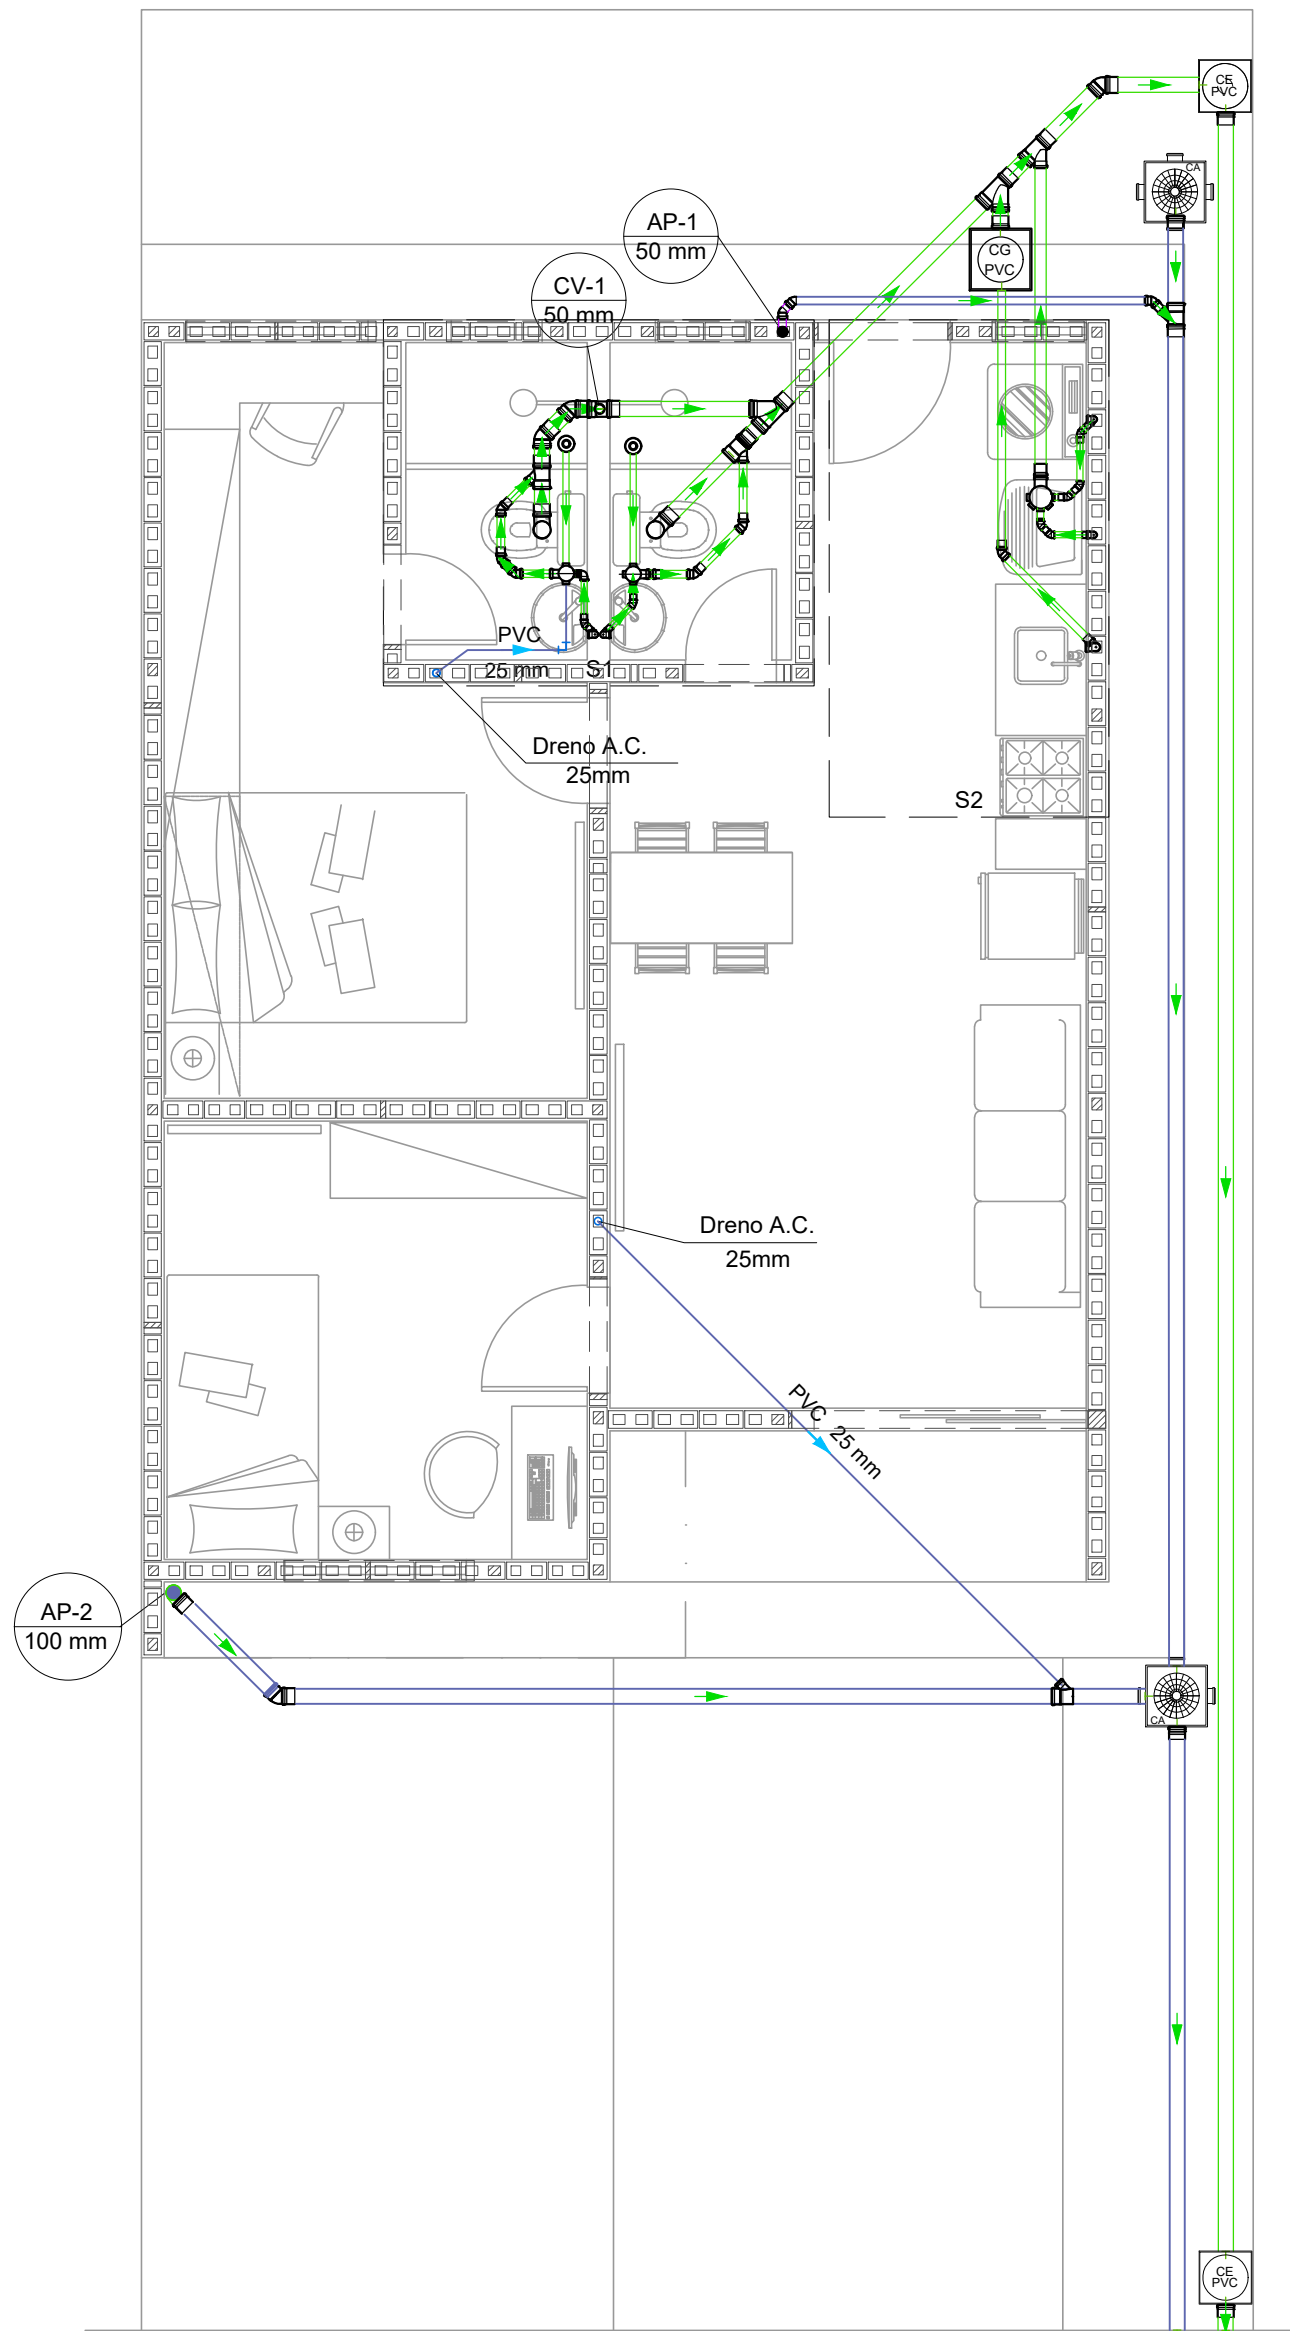 CE
PVC
CA
AP-1
50 mm
CG
PVC
CV-1
50 mm
PVC
25 mm
S1
Dreno A.C.
25mm
S2
Dreno A.C.
25mm
PVC 25 mm
AP-2
100 mm
CA
CE
PVC